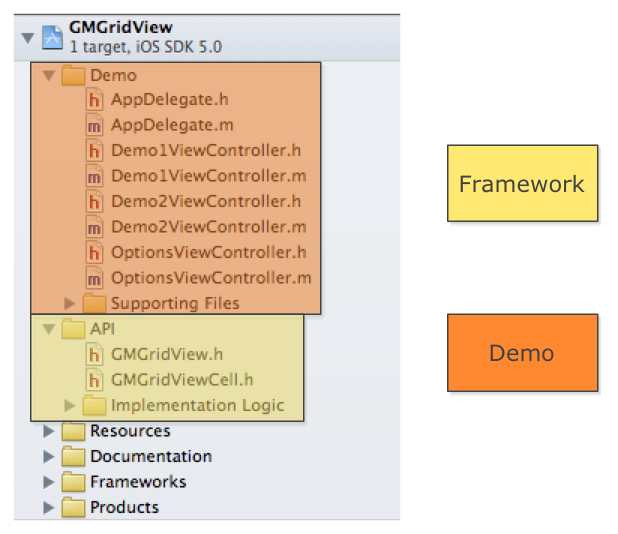 GMGridView
1 target, iOS SDK 5.0
Demo
h AppDelegate.h
m AppDelegate.m
h Demo1ViewController.h
m Demo1ViewController.m
h Demo2ViewController.h
m Demo2ViewController.m
h OptionsViewController.h
m OptionsViewController.m
Supporting Files
API
h GMGridView.h
h GMGridViewCell.h
Implementation Logic
Resources
Documentation
Frameworks
Products
Framework
Demo